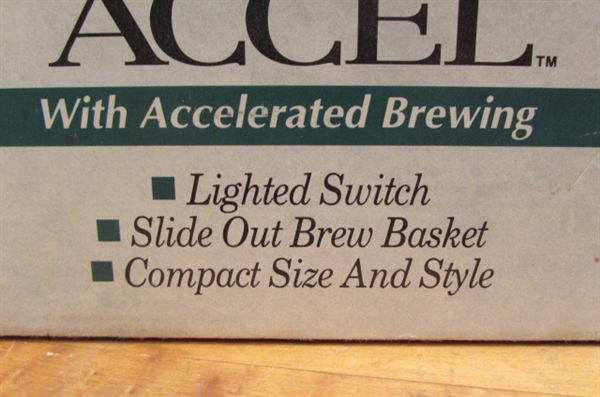 ACCEL™
With Accelerated Brewing
■ Lighted Switch
■ Slide Out Brew Basket
■ Compact Size And Style